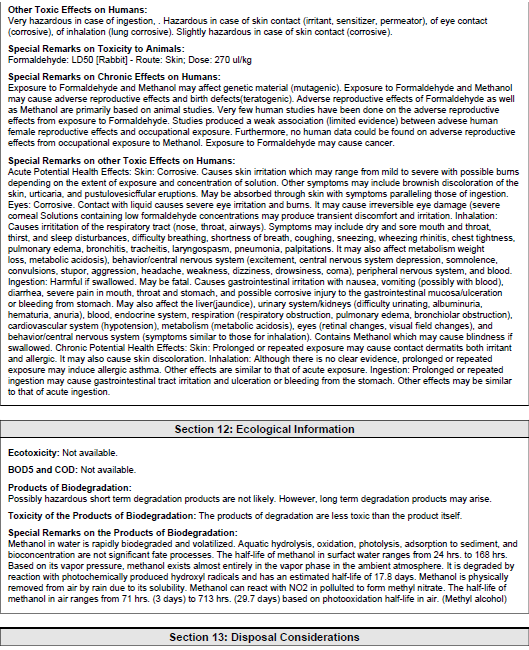 Other Toxic Effects on Humans:
Very hazardous in case of ingestion, . Hazardous in case of skin contact (irritant, sensitizer, permeator), of eye contact
(corrosive), of inhalation (lung corrosive). Slightly hazardous in case of skin contact (corrosive).
Special Remarks on Toxicity to Animals:
Formaldehyde: LD50 [Rabbit] - Route: Skin; Dose: 270 ul/kg
Special Remarks on Chronic Effects on Humans:
Exposure to Formaldehyde and Methanol may affect genetic material (mutagenic). Exposure to Formaldehyde and Methanol
may cause adverse reproductive effects and birth defects(teratogenic). Adverse reproductive effects of Formaldehyde as well
as Methanol are primarily based on animal studies. Very few human studies have been done on the adverse reproductive
effects from exposure to Formaldehyde. Studies produced a weak association (limited evidence) between advese human
female reproductive effects and occupational exposure. Furthermore, no human data could be found on adverse reproductive
effects from occupational exposure to Methanol. Exposure to Formaldehyde may cause cancer.
Special Remarks on other Toxic Effects on Humans:
Acute Potential Health Effects: Skin: Corrosive. Causes skin irritation which may range from mild to severe with possible burns
depending on the extent of exposure and concentration of solution. Other symptoms may include brownish discoloration of the
skin, urticaria, and pustulovesicffular eruptions. May be absorbed through skin with symptoms paralleling those of ingestion.
Eyes: Corrosive. Contact with liquid causes severe eye irritation and burns. It may cause irreversible eye damage (severe
corneal Solutions containing low formaldehyde concentrations may produce transient discomfort and irritation. Inhalation:
Causes irritation of the respiratory tract (nose, throat, airways). Symptoms may include dry and sore mouth and throat,
thirst, and sleep disturbances, difficulty breathing, shortness of breath, coughing, sneezing, wheezing rhinitis, chest tightness,
pulmonary edema, bronchitis, tracheitis, laryngospasm, pneumonia, palpitations. It may also affect metabolism weight
loss, metabolic acidosis), behavior/central nervous system (excitement, central nervous system depression, somnolence,
convulsions, stupor, aggression, headache, weakness, dizziness, drowsiness, coma), peripheral nervous system, and blood.
Ingestion: Harmful if swallowed. May be fatal. Causes gastrointestinal irritation with nausea, vomiting (possibly with blood),
diarrhea, severe pain in mouth, throat and stomach, and possible corrosive injury to the gastrointestinal mucosa/ulceration
or bleeding from stomach. May also affect the liver(jaundice), urinary system/kidneys (difficulty urinating, albuminuria,
hematuria, anuria), blood, endocrine system, respiration (respiratory obstruction, pulmonary edema, bronchiolar obstruction),
cardiovascular system (hypotension), metabolism (metabolic acidosis), eyes (retinal changes, visual field changes), and
behavior/central nervous system (symptoms similar to those for inhalation). Contains Methanol which may cause blindness if
swallowed. Chronic Potential Health Effects: Skin: Prolonged or repeated exposure may cause contact dermatits both irritant
and allergic. It may also cause skin discoloration. Inhalation: Although there is no clear evidence, prolonged or repeated
exposure may induce allergic asthma. Other effects are similar to that of acute exposure. Ingestion: Prolonged or repeated
ingestion may cause gastrointestinal tract irritation and ulceration or bleeding from the stomach. Other effects may be similar
to that of acute ingestion.
Section 12: Ecological Information
Ecotoxicity: Not available.
BOD5 and COD: Not available.
Products of Biodegradation:
Possibly hazardous short term degradation products are not likely. However, long term degradation products may arise.
Toxicity of the Products of Biodegradation: The products of degradation are less toxic than the product itself.
Special Remarks on the Products of Biodegradation:
Methanol in water is rapidly biodegraded and volatilized. Aquatic hydrolysis, oxidation, photolysis, adsorption to sediment, and
bioconcentration are not significant fate processes. The half-life of methanol in surfact water ranges from 24 hrs. to 168 hrs.
Based on its vapor pressure, methanol exists almost entirely in the vapor phase in the ambient atmosphere. It is degraded by
reaction with photochemically produced hydroxyl radicals and has an estimated half-life of 17.8 days. Methanol is physically
removed from air by rain due to its solubility. Methanol can react with NO2 in pollulted to form methyl nitrate. The half-life of
methanol in air ranges from 71 hrs. (3 days) to 713 hrs. (29.7 days) based on photooxidation half-life in air. (Methyl alcohol)
Section 13: Disposal Considerations